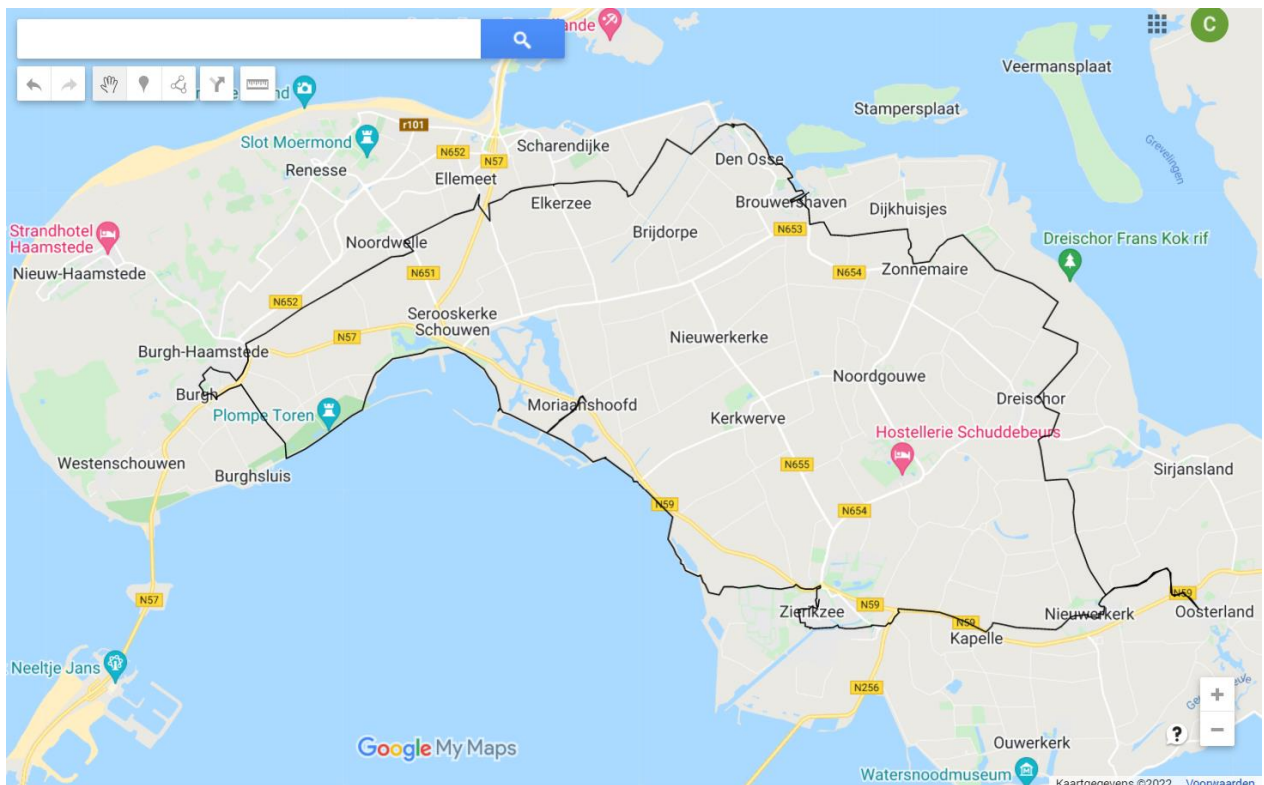 ande
C
Veermansplaat
Stampersplaat
Grevelingen
nd
r101
Slot Moermond
Scharendijke
N652
N57
Den Osse
Renesse
Ellemeet
Elkerzee
Brouwershaven
Dijkhuisjes
Strandhotel
Haamstede
Noordwelle
Brijdorpe
N653
Dreischor Frans Kok rif
Nieuw-Haamstede
N651
N654
Zonnemaire
N652
Serooskerke
Schouwen
N57
Nieuwerkerke
Burgh-Haamstede
Noordgouwe
Burgh
Plompe Toren
Moriaanshoofd
Kerkwerve
Dreischor
Hostellerie Schuddebeurs
Westenschouwen
Burghsluis
N655
Sirjansland
N59
N654
N57
Zierikzee
N59
N59
Nieuwerkerk
N59
Oosterland
Kapelle
Neeltje Jans
N256
+
−
?
Google My Maps
Ouwerkerk
Watersnoodmuseum
Kaartgegevens ©2022 Voorwaarden